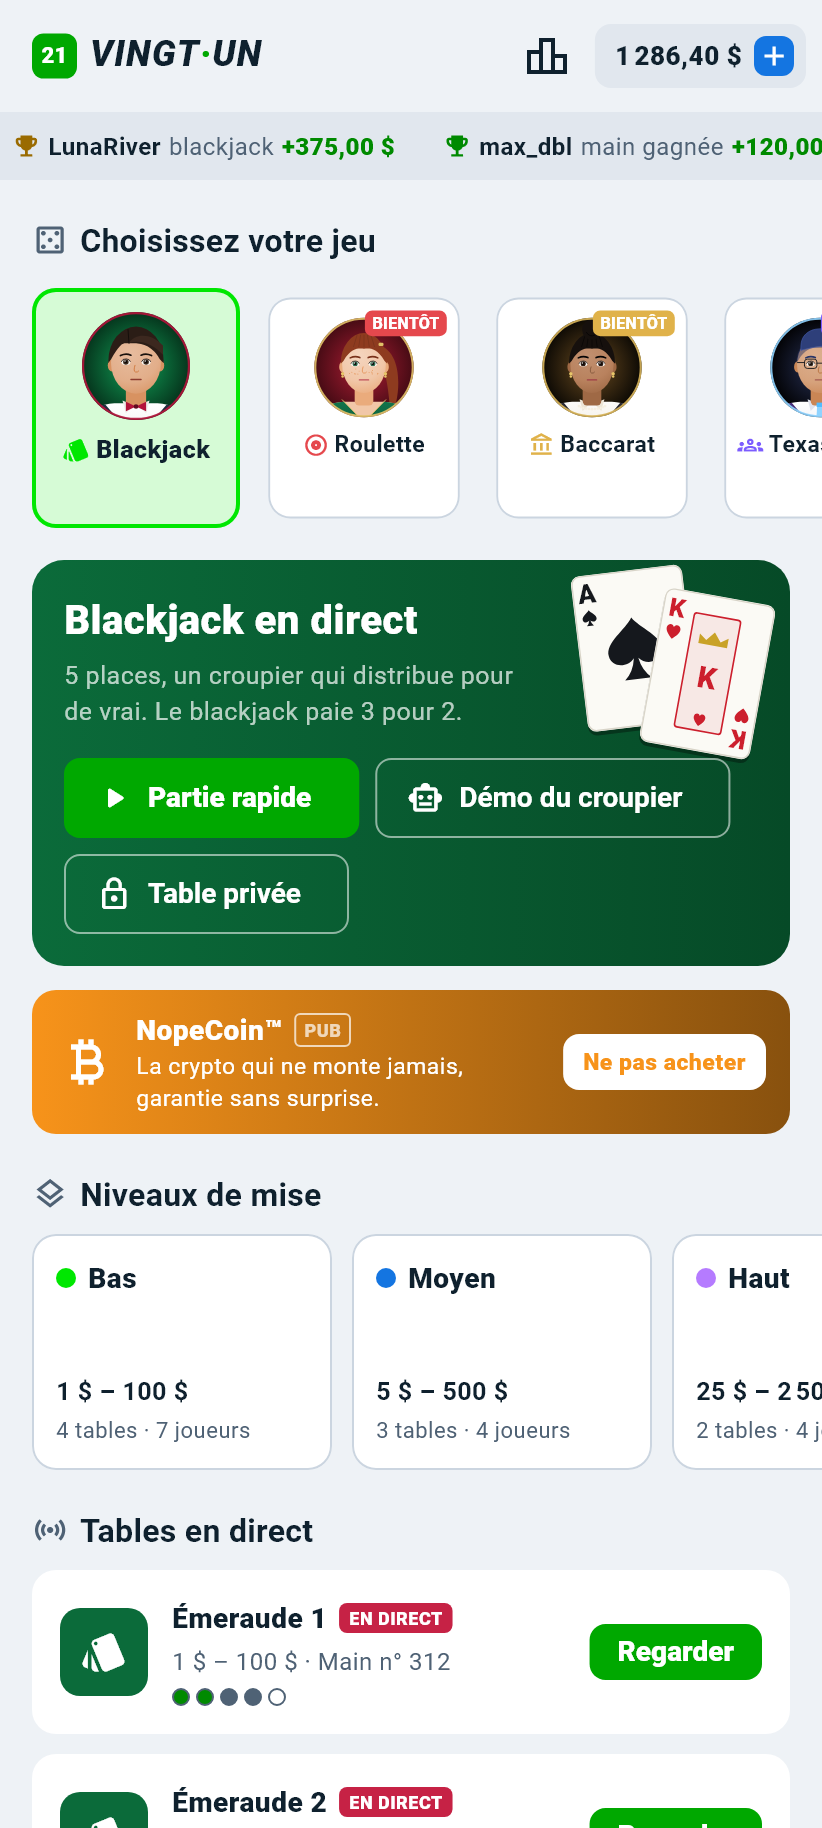 21 VINGT·UN
1 286,40 $
LunaRiver blackjack +375,00 $
max_dbl main gagnée +120,00
Choisissez votre jeu
BIENTÔT
BIENTÔT
Blackjack
Roulette
Baccarat
Texas
Blackjack en direct
5 places, un croupier qui distribue pour
de vrai. Le blackjack paie 3 pour 2.
A
K
K
K
Partie rapide
Démo du croupier
Table privée
NopeCoin™ PUB
La crypto qui ne monte jamais,
garantie sans surprise.
Ne pas acheter
Niveaux de mise
Bas
Moyen
Haut
1 $ – 100 $
5 $ – 500 $
25 $ – 2 50
4 tables · 7 joueurs
3 tables · 4 joueurs
2 tables · 4 j
Tables en direct
Émeraude 1 EN DIRECT
1 $ – 100 $ · Main n° 312
Regarder
Émeraude 2 EN DIRECT